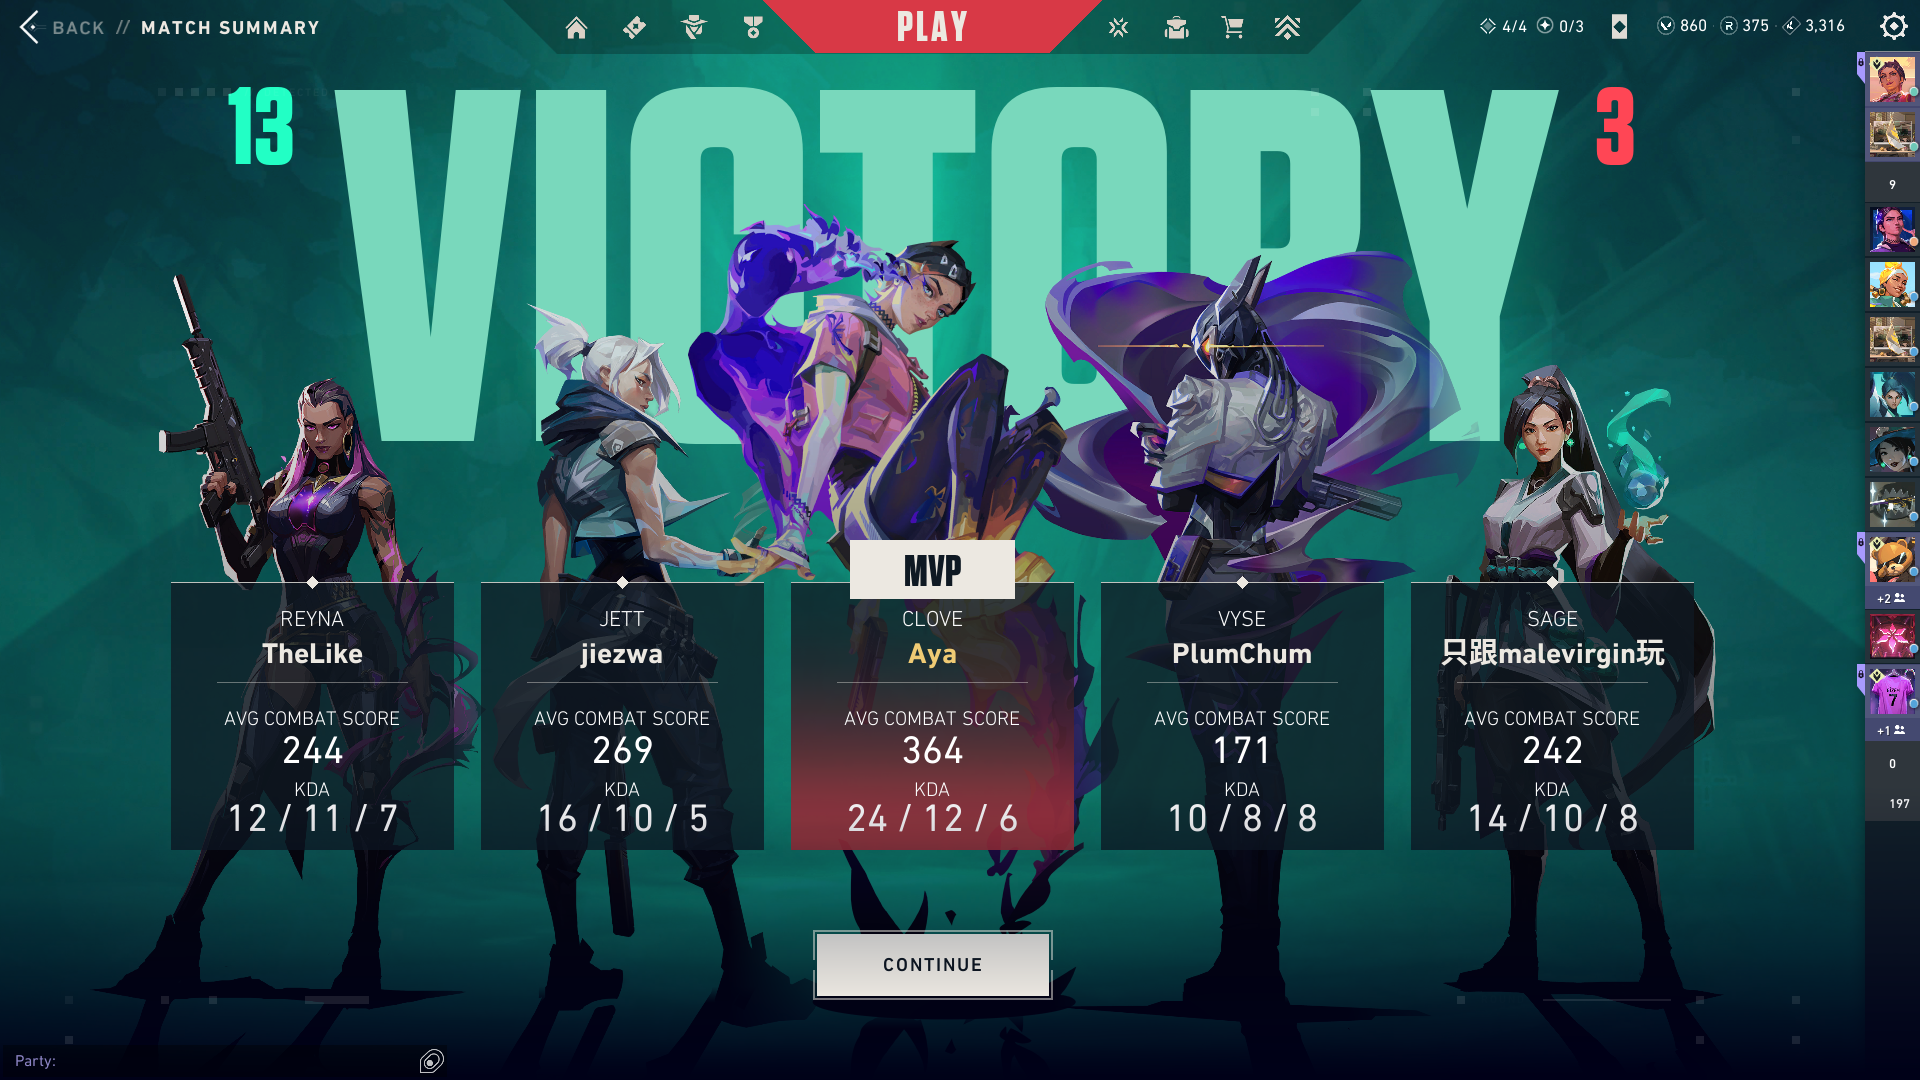 BACK // MATCH SUMMARY
PLAY
4/4 0/3 860 375 3,316
13
VICTORY
3
MVP
REYNA
TheLike
AVG COMBAT SCORE
244
KDA
12 / 11 / 7
JETT
jiezwa
AVG COMBAT SCORE
269
KDA
16 / 10 / 5
CLOVE
Aya
AVG COMBAT SCORE
364
KDA
24 / 12 / 6
VYSE
PlumChum
AVG COMBAT SCORE
171
KDA
10 / 8 / 8
SAGE
只跟malevirgin玩
AVG COMBAT SCORE
242
KDA
14 / 10 / 8
CONTINUE
Party:
9
+2
7
+1
0
197